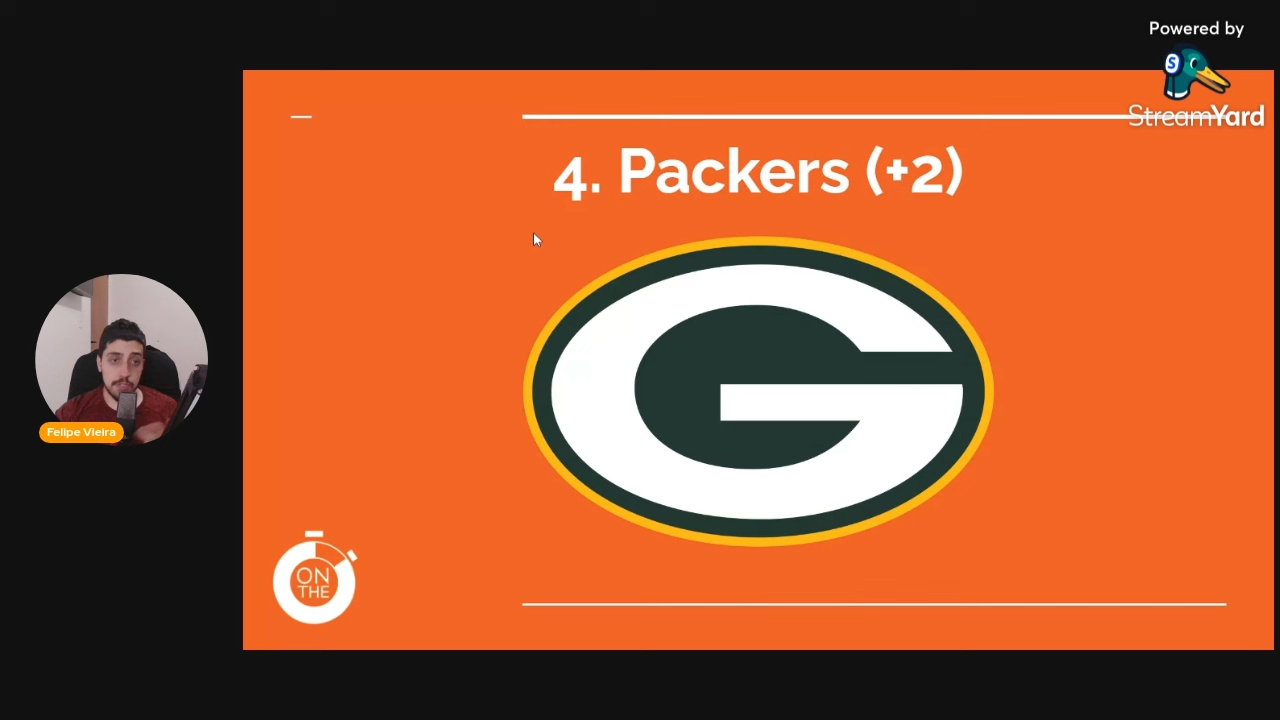 Powered by
S
StreamYard
4. Packers (+2)
G
Felipe Vieira
ON
THE